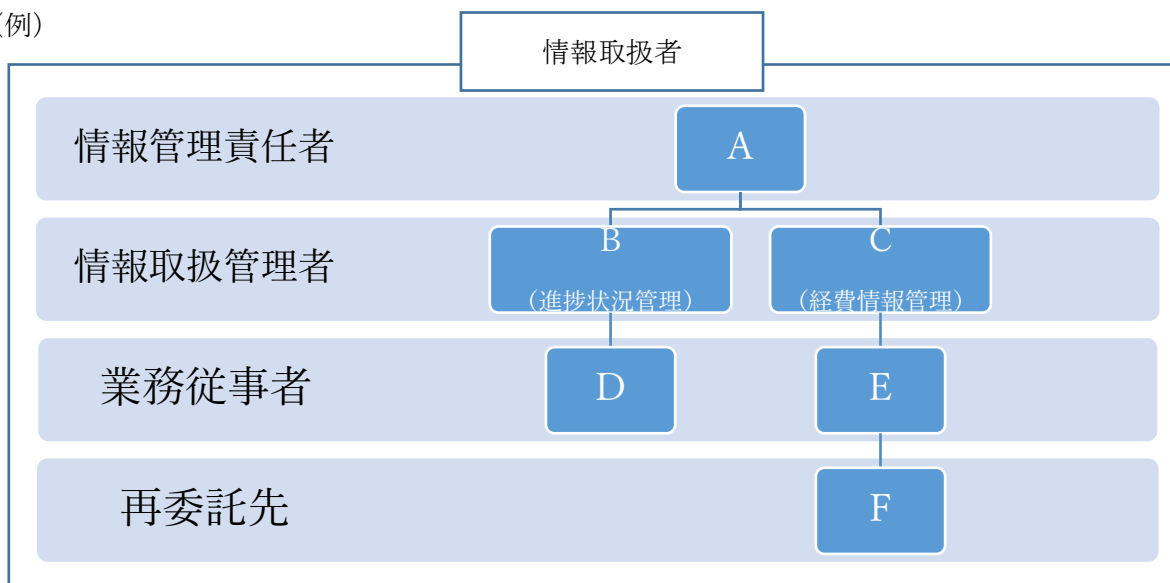 （例）
情報取扱者
情報管理責任者
A
情報取扱管理者
B
（進捗状況管理）
C
（経費情報管理）
業務従事者
D
E
再委託先
F